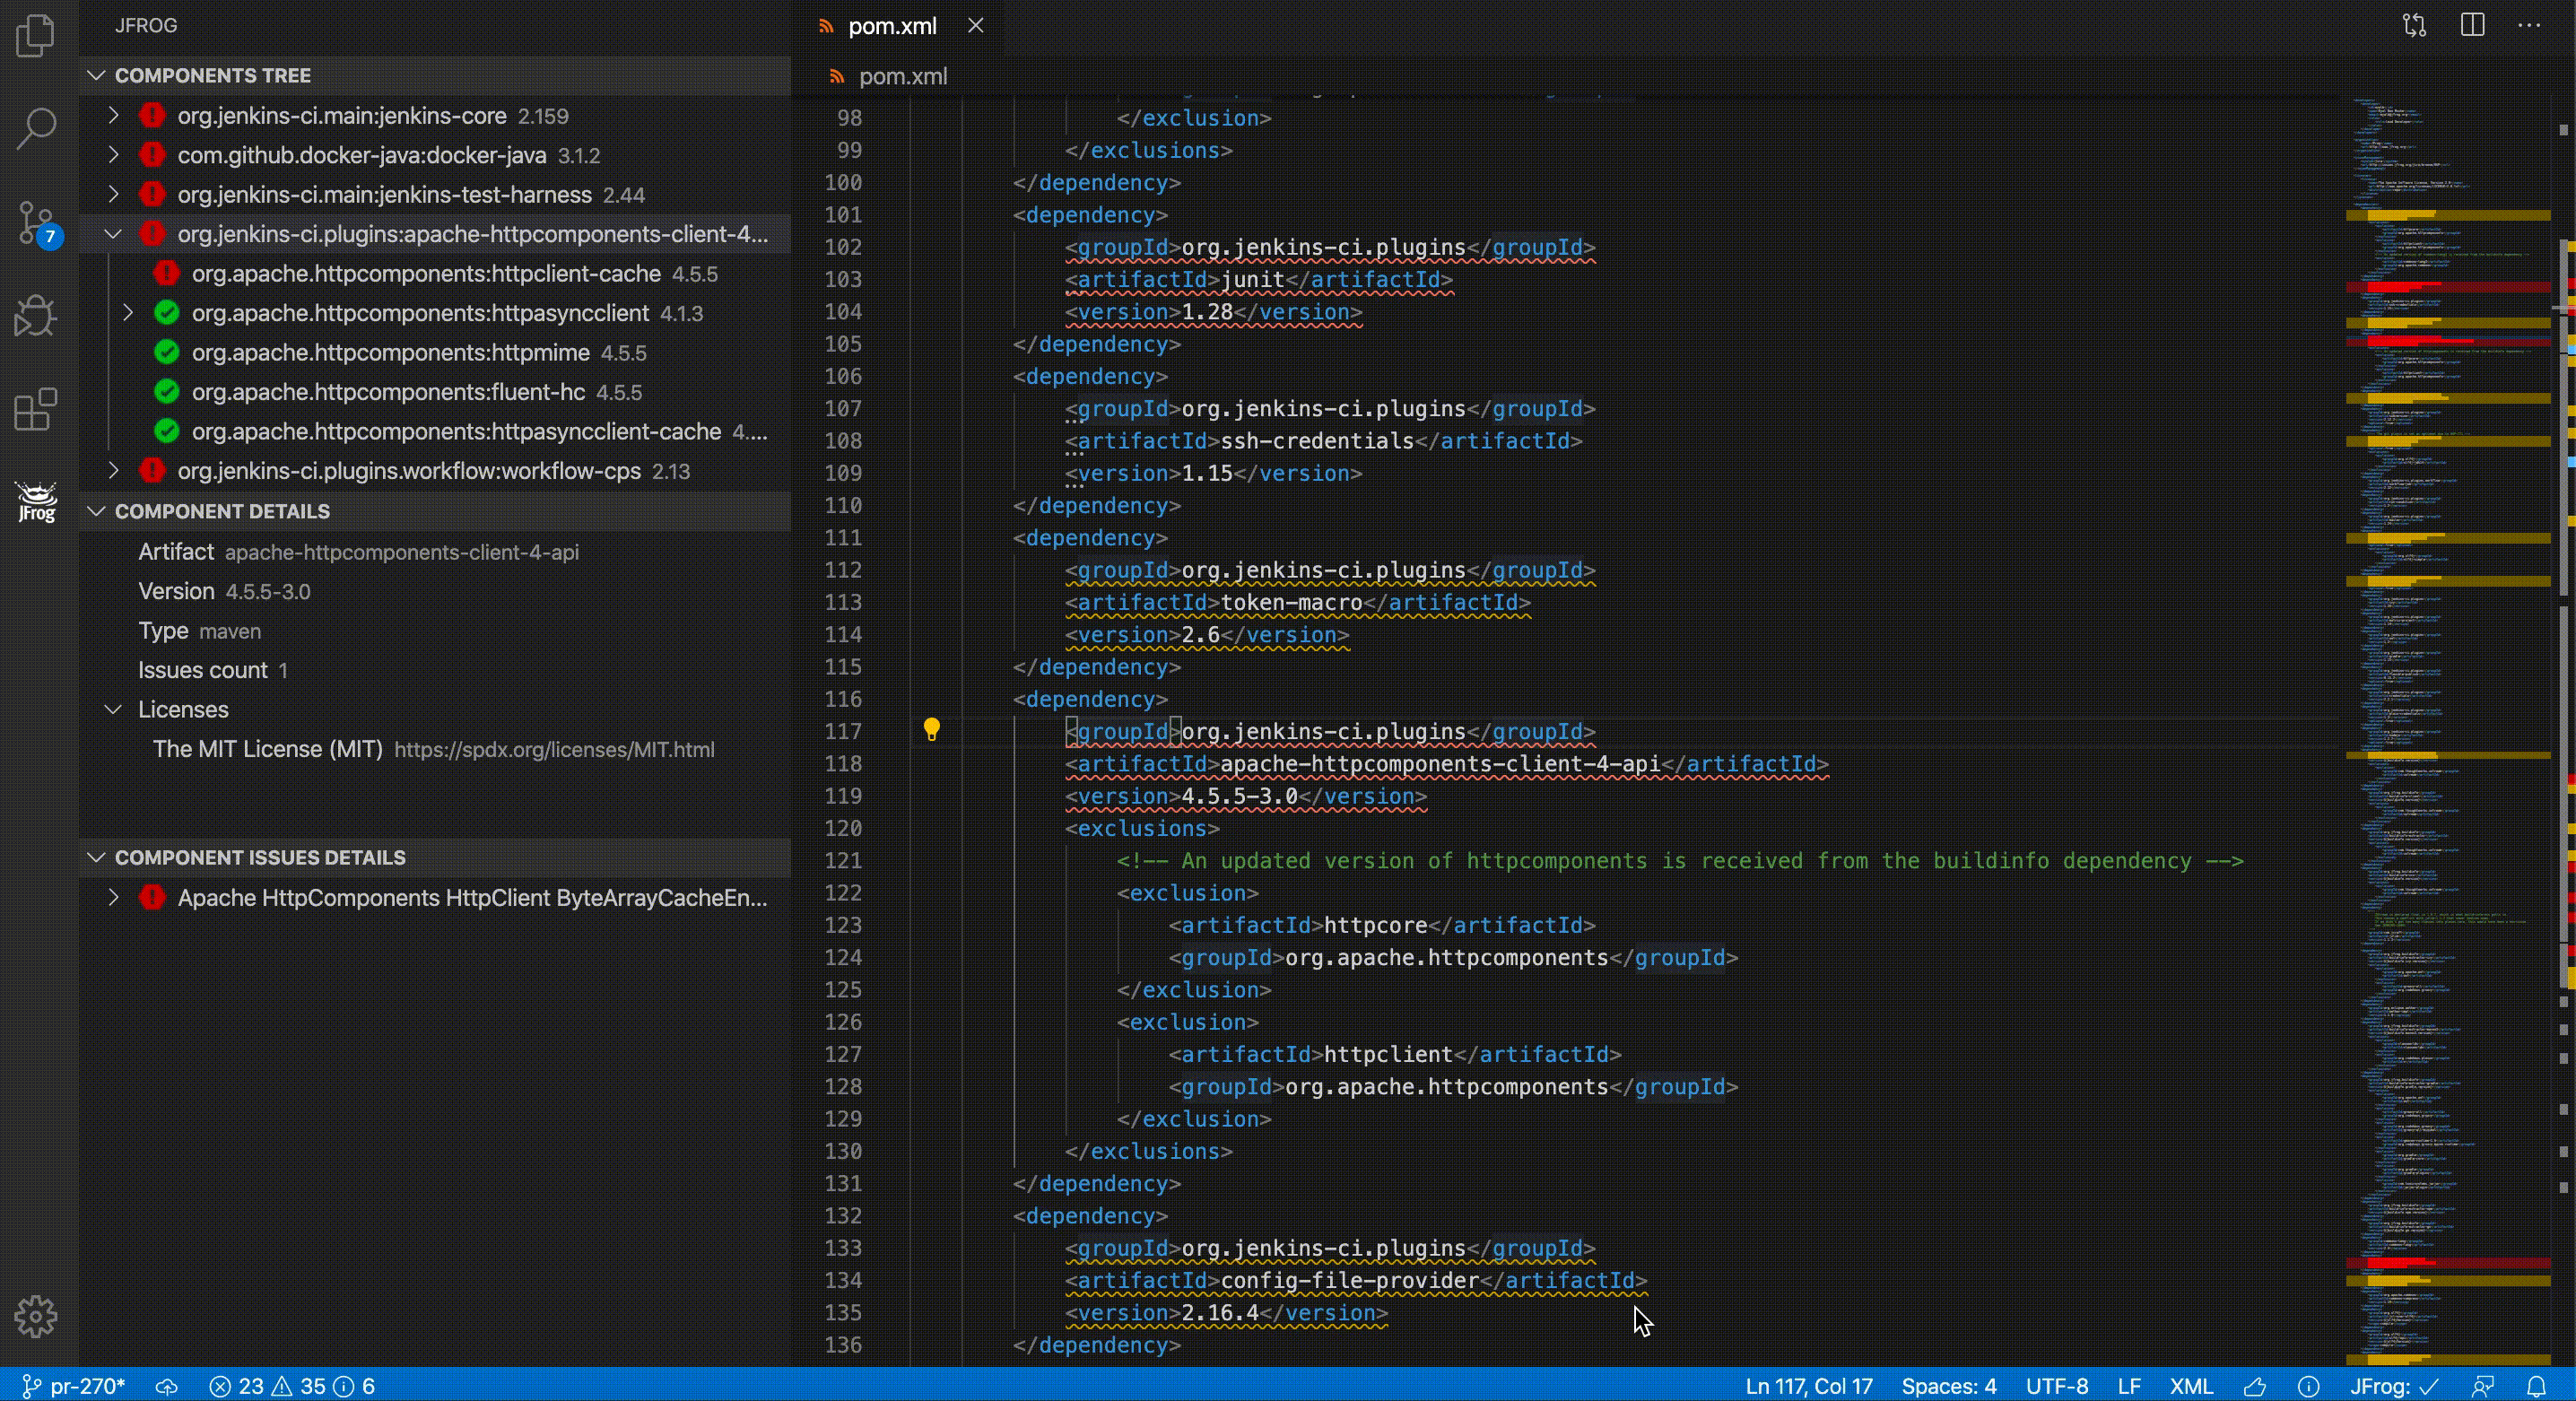 JFROG
COMPONENTS TREE
org.jenkins-ci.main:jenkins-core 2.159
com.github.docker-java:docker-java 3.1.2
org.jenkins-ci.main:jenkins-test-harness 2.44
org.jenkins-ci.plugins:apache-httpcomponents-client-4...
org.apache.httpcomponents:httpclient-cache 4.5.5
org.apache.httpcomponents:httpasyncclient 4.1.3
org.apache.httpcomponents:httpmime 4.5.5
org.apache.httpcomponents:fluent-hc 4.5.5
org.apache.httpcomponents:httpasyncclient-cache 4....
org.jenkins-ci.plugins.workflow:workflow-cps 2.13
COMPONENT DETAILS
Artifact apache-httpcomponents-client-4-api
Version 4.5.5-3.0
Type maven
Issues count 1
Licenses
The MIT License (MIT) https://spdx.org/licenses/MIT.html
COMPONENT ISSUES DETAILS
Apache HttpComponents HttpClient ByteArrayCacheEn...
7
JFrog
pom.xml
pom.xml
98 </exclusion>
99 </exclusions>
100 </dependency>
101 <dependency>
102 <groupId>org.jenkins-ci.plugins</groupId>
103 <artifactId>junit</artifactId>
104 <version>1.28</version>
105 </dependency>
106 <dependency>
107 <groupId>org.jenkins-ci.plugins</groupId>
108 <artifactId>ssh-credentials</artifactId>
109 <version>1.15</version>
110 </dependency>
111 <dependency>
112 <groupId>org.jenkins-ci.plugins</groupId>
113 <artifactId>token-macro</artifactId>
114 <version>2.6</version>
115 </dependency>
116 <dependency>
117 <groupId>org.jenkins-ci.plugins</groupId>
118 <artifactId>apache-httpcomponents-client-4-api</artifactId>
119 <version>4.5.5-3.0</version>
120 <exclusions>
121 <!-- An updated version of httpcomponents is received from the buildinfo dependency -->
122 <exclusion>
123 <artifactId>httpcore</artifactId>
124 <groupId>org.apache.httpcomponents</groupId>
125 </exclusion>
126 <exclusion>
127 <artifactId>httpclient</artifactId>
128 <groupId>org.apache.httpcomponents</groupId>
129 </exclusion>
130 </exclusions>
131 </dependency>
132 <dependency>
133 <groupId>org.jenkins-ci.plugins</groupId>
134 <artifactId>config-file-provider</artifactId>
135 <version>2.16.4</version>
136 </dependency>
pr-270* 23 35 6 Ln 117, Col 17 Spaces: 4 UTF-8 LF XML JFrog: